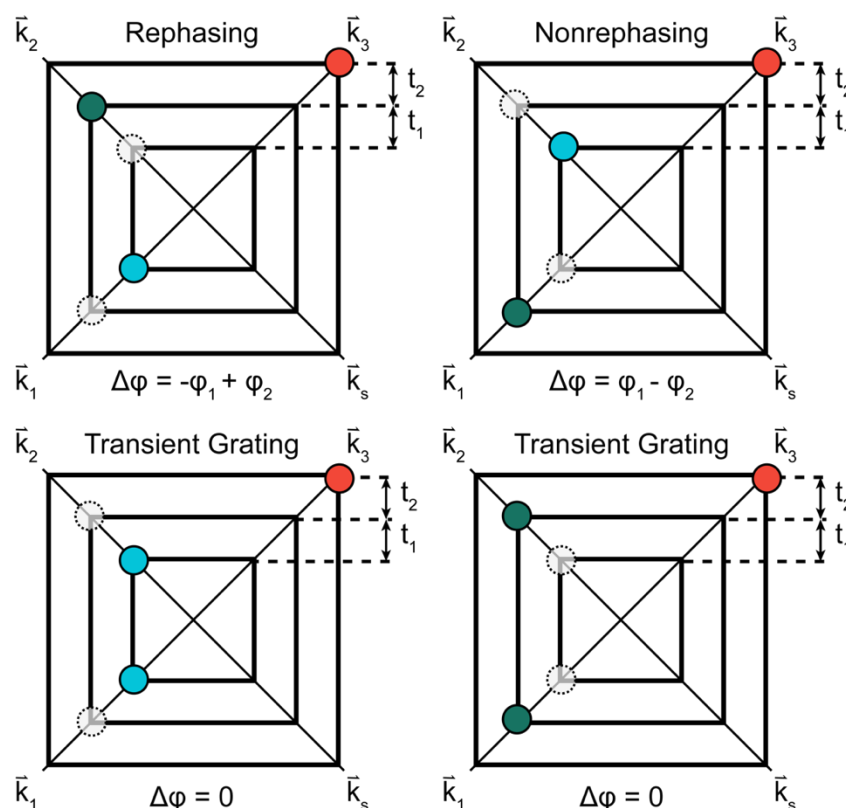 Rephasing
k⃗₂ k⃗₃
t₂
t₁
k⃗₁ Δφ = -φ₁ + φ₂ k⃗ₛ
Nonrephasing
k⃗₂ k⃗₃
t₂
t₁
k⃗₁ Δφ = φ₁ - φ₂ k⃗ₛ
Transient Grating
k⃗₂ k⃗₃
t₂
t₁
k⃗₁ Δφ = 0 k⃗ₛ
Transient Grating
k⃗₂ k⃗₃
t₂
t₁
k⃗₁ Δφ = 0 k⃗ₛ